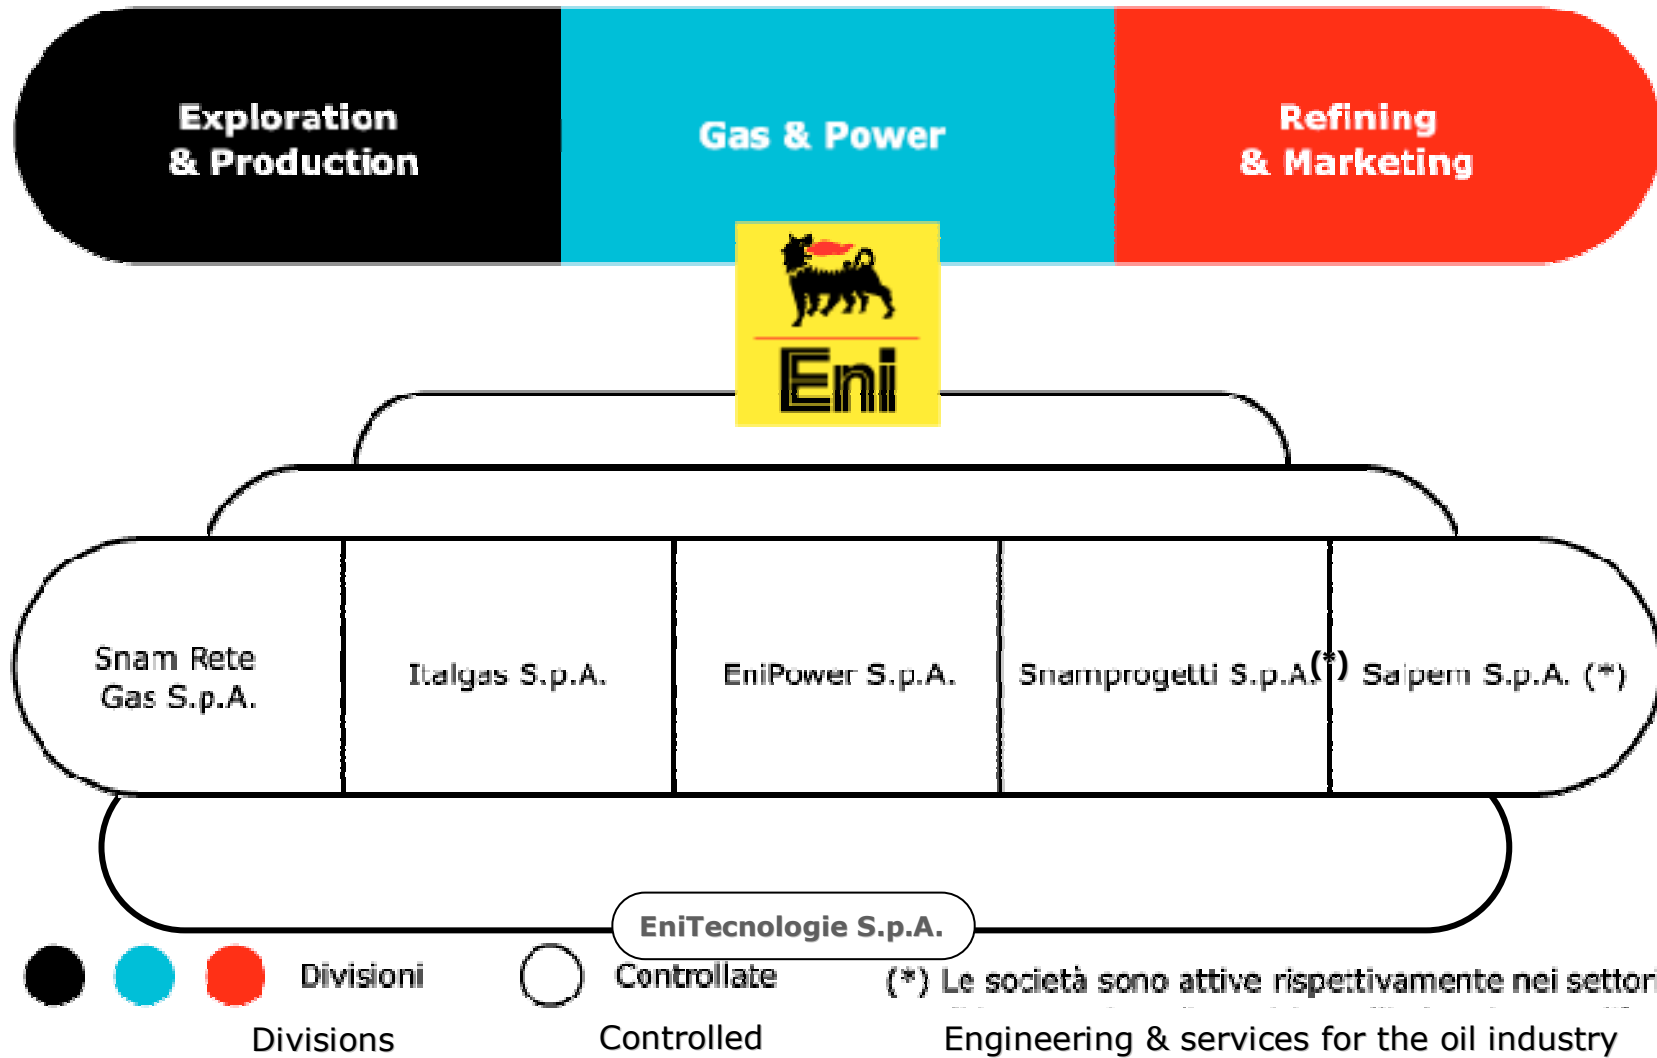 Exploration
& Production
Gas & Power
Refining
& Marketing
Eni
Snam Rete
Gas S.p.A.
Italgas S.p.A.
EniPower S.p.A.
Snamprogetti S.p.A.(*)
Saipem S.p.A. (*)
EniTecnologie S.p.A.
Divisioni
Controllate
(*) Le società sono attive rispettivamente nei settori
Divisions
Controlled
Engineering & services for the oil industry